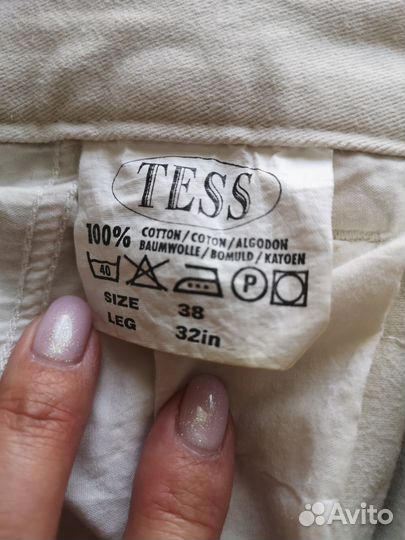 TESS
100% COTTON/COTON/ALGODON
BAUMWOLLE/BOMULD/KATOEN
40 P
SIZE 38
LEG 32in
Avito